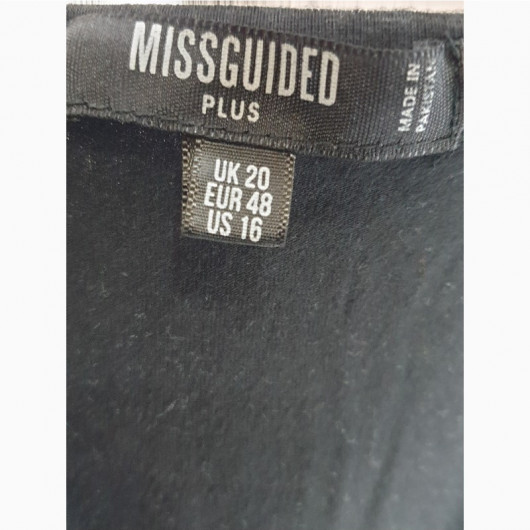 MISSGUIDED
PLUS
MADE IN
PAKISTAN
UK 20
EUR 48
US 16